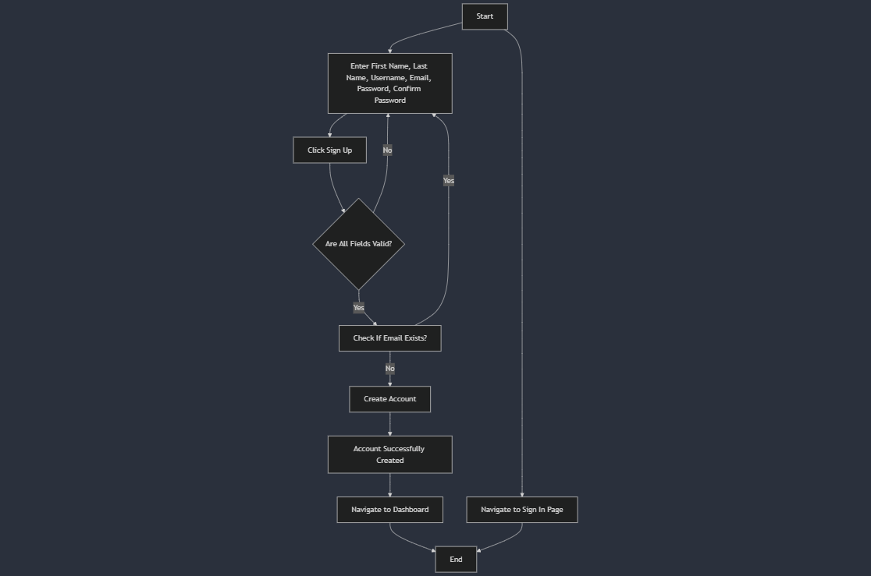 Start
Enter First Name, Last
Name, Username, Email,
Password, Confirm
Password
Click Sign Up
No
Yes
Are All Fields Valid?
Yes
Check If Email Exists?
No
Create Account
Account Successfully
Created
Navigate to Dashboard
Navigate to Sign In Page
End